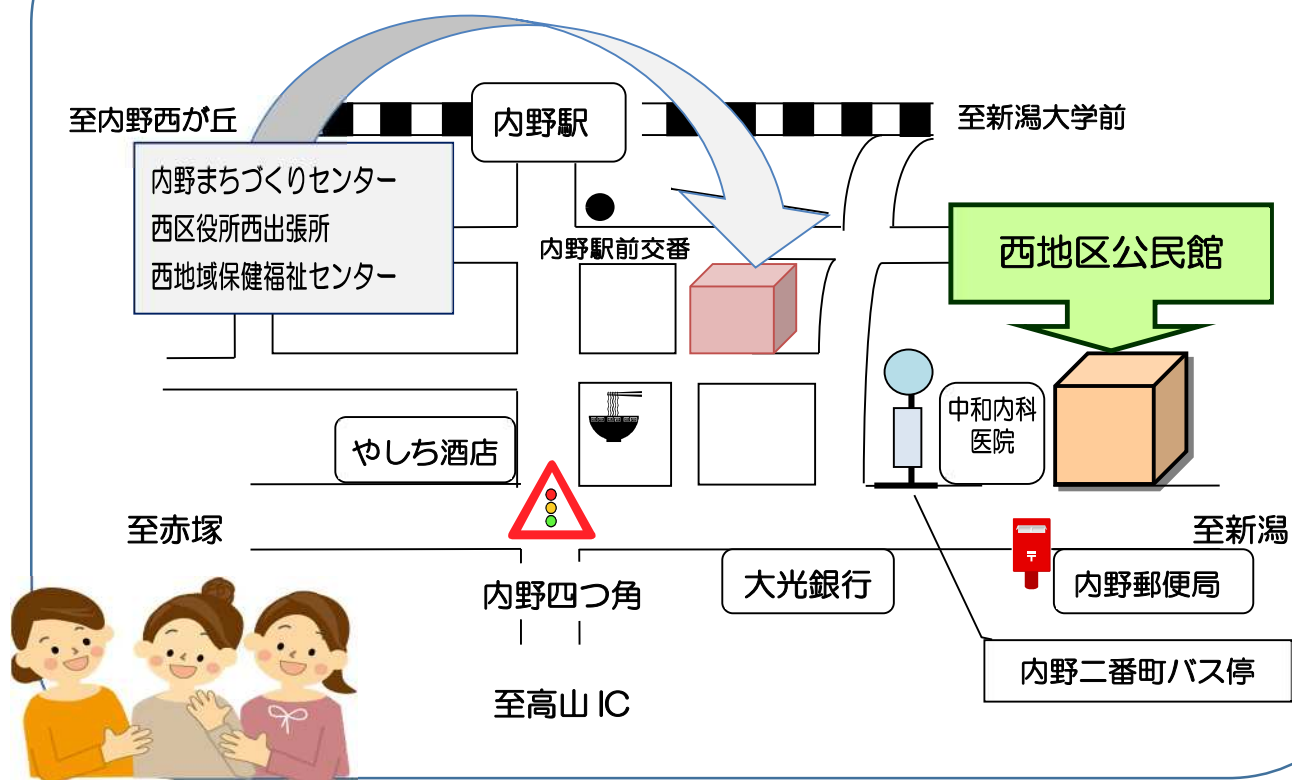 至内野西が丘
内野駅
至新潟大学前
内野まちづくりセンター
西区役所西出張所
西地域保健福祉センター
内野駅前交番
西地区公民館
中和内科
医院
やしち酒店
至赤塚
至新潟
〒
内野四つ角
大光銀行
内野郵便局
内野二番町バス停
至高山IC